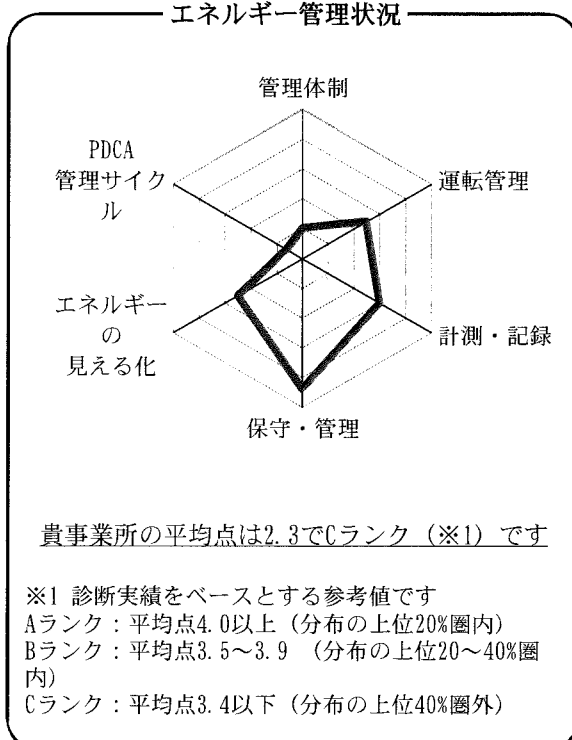 エネルギー管理状況
管理体制
PDCA
管理サイク
ル
運転管理
エネルギー
の
見える化
計測・記録
保守・管理
貴事業所の平均点は2.3でCランク（※1）です
※1 診断実績をベースとする参考値です
Aランク：平均点4.0以上（分布の上位20%圏内）
Bランク：平均点3.5～3.9 （分布の上位20～40%圏
内）
Cランク：平均点3.4以下（分布の上位40%圏外）